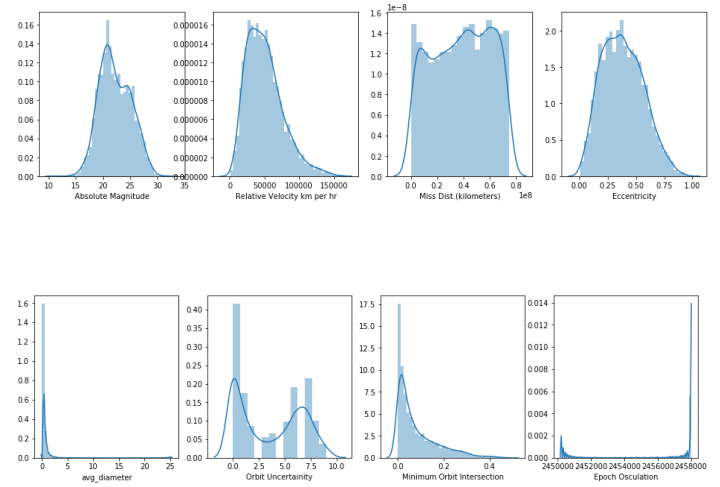 1e−8
0.16 0.000016 1.6 2.0
0.14 0.000014 1.4
0.12 0.000012 1.2 1.5
0.10 0.000010 1.0
0.08 0.000008 0.8 1.0
0.06 0.000006 0.6
0.04 0.000004 0.4 0.5
0.02 0.000002 0.2
0.00 0.000000 0.0 0.0
10 15 20 25 30 35 0 50000 100000 150000 0.0 0.2 0.4 0.6 0.8 0.00 0.25 0.50 0.75 1.00
Absolute Magnitude Relative Velocity km per hr Miss Dist.(kilometers) 1e8 Eccentricity
1.6 0.40 17.5 0.014
1.4 0.35 15.0 0.012
1.2 0.30 12.5 0.010
1.0 0.25 10.0 0.008
0.8 0.20 7.5 0.006
0.6 0.15 5.0 0.004
0.4 0.10 2.5 0.002
0.2 0.05 0.0 0.000
0.0 0.00
0 5 10 15 20 25 0.0 2.5 5.0 7.5 10.0 0.0 0.2 0.4 2450000 2452000 2454000 2456000 2458000
avg_diameter Orbit Uncertainity Minimum Orbit Intersection Epoch Osculation